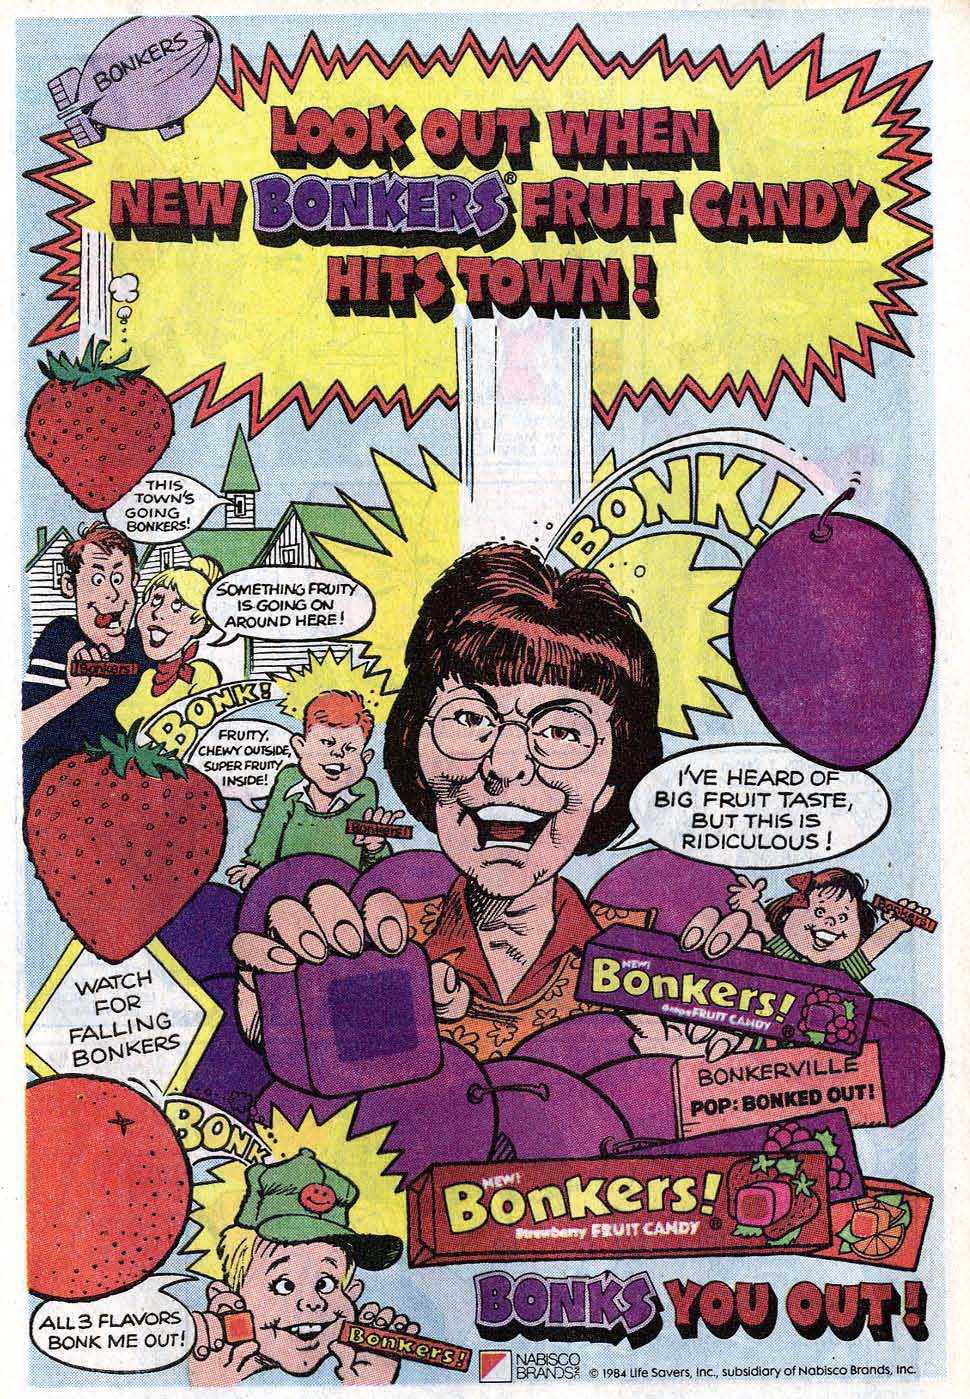 BONKERS
LOOK OUT WHEN
NEW BONKERS® FRUIT CANDY
HITS TOWN!
THIS
TOWN'S
GOING
BONKERS!
SOMETHING FRUITY
IS GOING ON
AROUND HERE!
Bonkers!
BONK!
BONK!
FRUITY,
CHEWY OUTSIDE,
SUPER FRUITY
INSIDE!
Bonkers!
I'VE HEARD OF
BIG FRUIT TASTE,
BUT THIS IS
RIDICULOUS!
Bonkers!
NEW!
Bonkers!
Grape FRUIT CANDY ®
WATCH
FOR
FALLING
BONKERS
BONKERVILLE
POP: BONKED OUT!
BONK
NEW!
Bonkers!
Strawberry FRUIT CANDY ®
ALL 3 FLAVORS
BONK ME OUT!
Bonkers!
BONKS YOU OUT!
NABISCO
BRANDS
© 1984 Life Savers, Inc., subsidiary of Nabisco Brands, Inc.